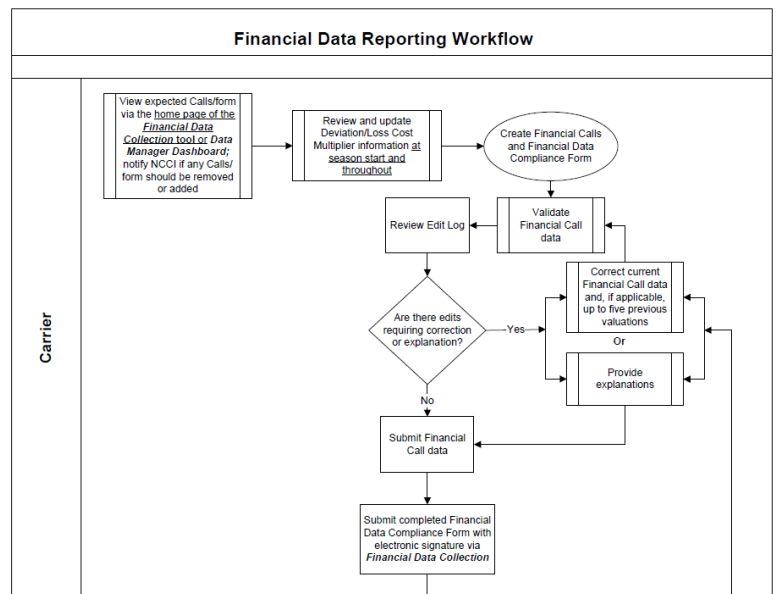 Financial Data Reporting Workflow
Carrier
View expected Calls/form
via the home page of the
Financial Data
Collection tool or Data
Manager Dashboard;
notify NCCI if any Calls/
form should be removed
or added
Review and update
Deviation/Loss Cost
Multiplier information at
season start and
throughout
Create Financial Calls
and Financial Data
Compliance Form
Validate
Financial Call
data
Review Edit Log
Are there edits
requiring correction
or explanation?
Yes
Correct current
Financial Call data
and, if applicable,
up to five previous
valuations
Or
Provide
explanations
No
Submit Financial
Call data
Submit completed Financial
Data Compliance Form with
electronic signature via
Financial Data Collection